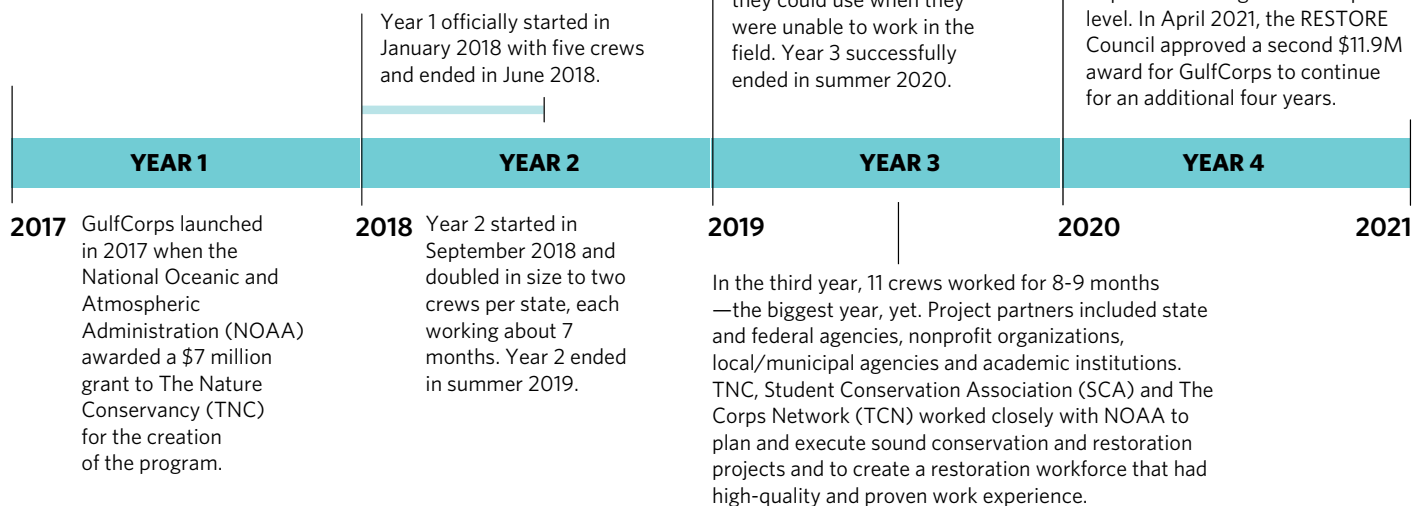 Year 1 officially started in
January 2018 with five crews
and ended in June 2018.
they could use when they
were unable to work in the
field. Year 3 successfully
ended in summer 2020.
level. In April 2021, the RESTORE
Council approved a second $11.9M
award for GulfCorps to continue
for an additional four years.
YEAR 1
YEAR 2
YEAR 3
YEAR 4
2017
GulfCorps launched
in 2017 when the
National Oceanic and
Atmospheric
Administration (NOAA)
awarded a $7 million
grant to The Nature
Conservancy (TNC)
for the creation
of the program.
2018
Year 2 started in
September 2018 and
doubled in size to two
crews per state, each
working about 7
months. Year 2 ended
in summer 2019.
2019
In the third year, 11 crews worked for 8-9 months
—the biggest year, yet. Project partners included state
and federal agencies, nonprofit organizations,
local/municipal agencies and academic institutions.
TNC, Student Conservation Association (SCA) and The
Corps Network (TCN) worked closely with NOAA to
plan and execute sound conservation and restoration
projects and to create a restoration workforce that had
high-quality and proven work experience.
2020
2021